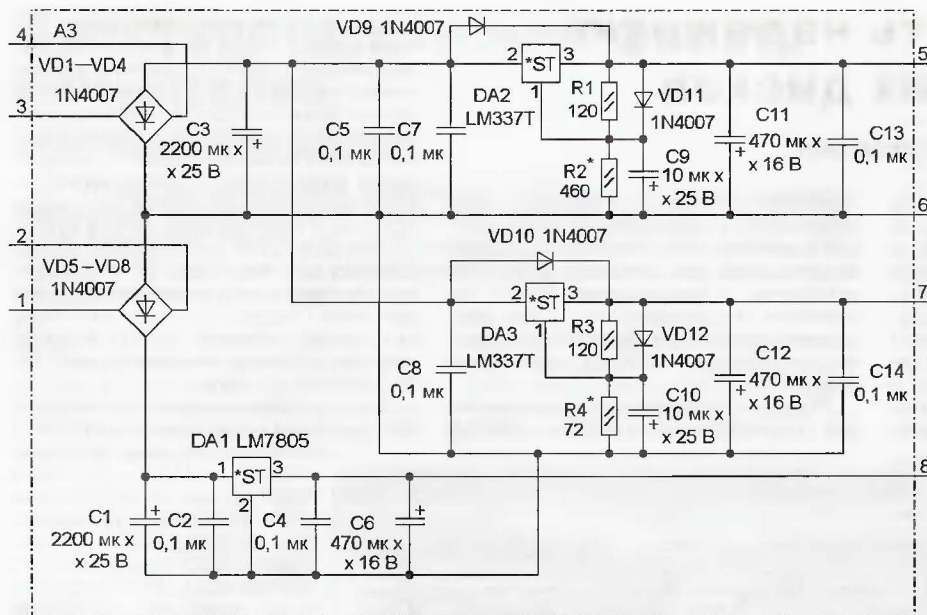 ТЬ
4
A3
VD9 1N4007
2
*ST
3
5
VD1–VD4
1N4007
1
R1
120
VD11
1N4007
DA2
LM337T
3
C3
2200 мк х
х 25 В
C5
0,1 мк
C7
0,1 мк
C11
470 мк х
х 16 В
C13
0,1 мк
R2*
460
C9
10 мк х
х 25 В
6
2
VD10 1N4007
VD5–VD8
1N4007
1
2
*ST
3
7
1
DA3
LM337T
R3
120
VD12
1N4007
C8
0,1 мк
C12
470 мк х
х 16 В
C14
0,1 мк
R4*
72
C10
10 мк х
х 25 В
DA1 LM7805
1
*ST
3
8
2
C1
2200 мк х
х 25 В
C2
0,1 мк
C4
0,1 мк
C6
470 мк х
х 16 В